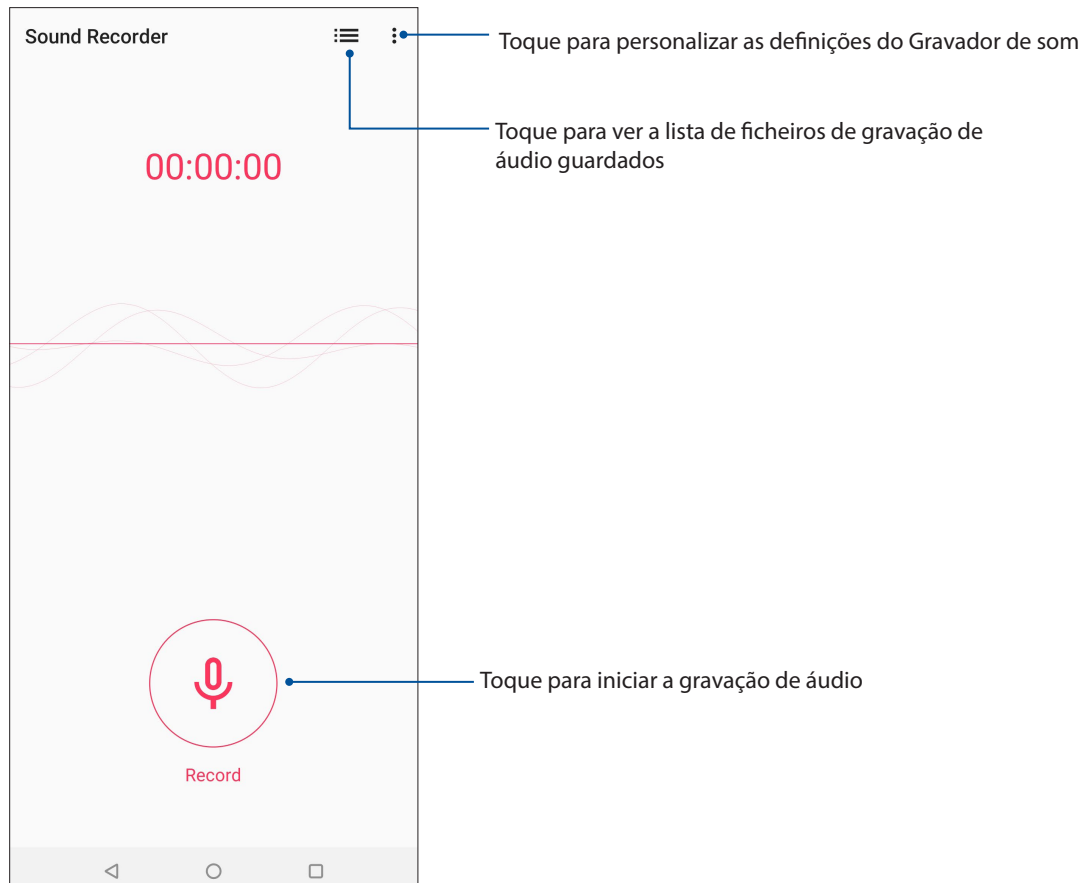 Sound Recorder
Toque para personalizar as definições do Gravador de som
Toque para ver a lista de ficheiros de gravação de
áudio guardados
00:00:00
Toque para iniciar a gravação de áudio
Record